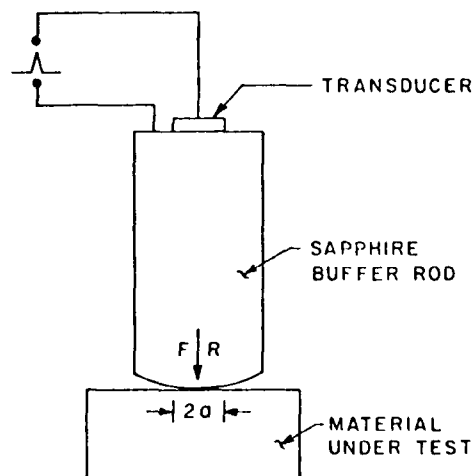 TRANSDUCER
SAPPHIRE
BUFFER ROD
F R
2a
MATERIAL
UNDER TEST